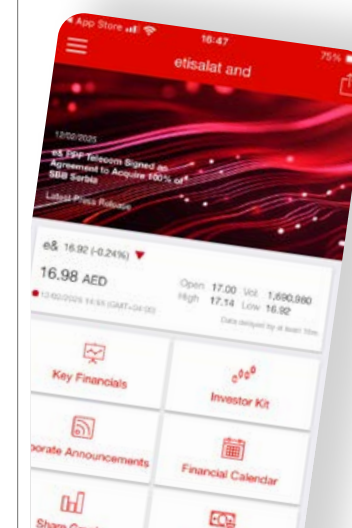 App Store
16:47
75%
etisalat and
12/02/2025
e& PPF Telecom Signed an
Agreement to Acquire 100% of
SBB Serbia
Latest Press Release
e& 16.92 (-0.24%)
16.98 AED
Open 17.00 Vol. 1,690,980
High 17.14 Low 16.92
Data delayed by at least 15m
Key Financials
Investor Kit
orate Announcements
Financial Calendar
Share